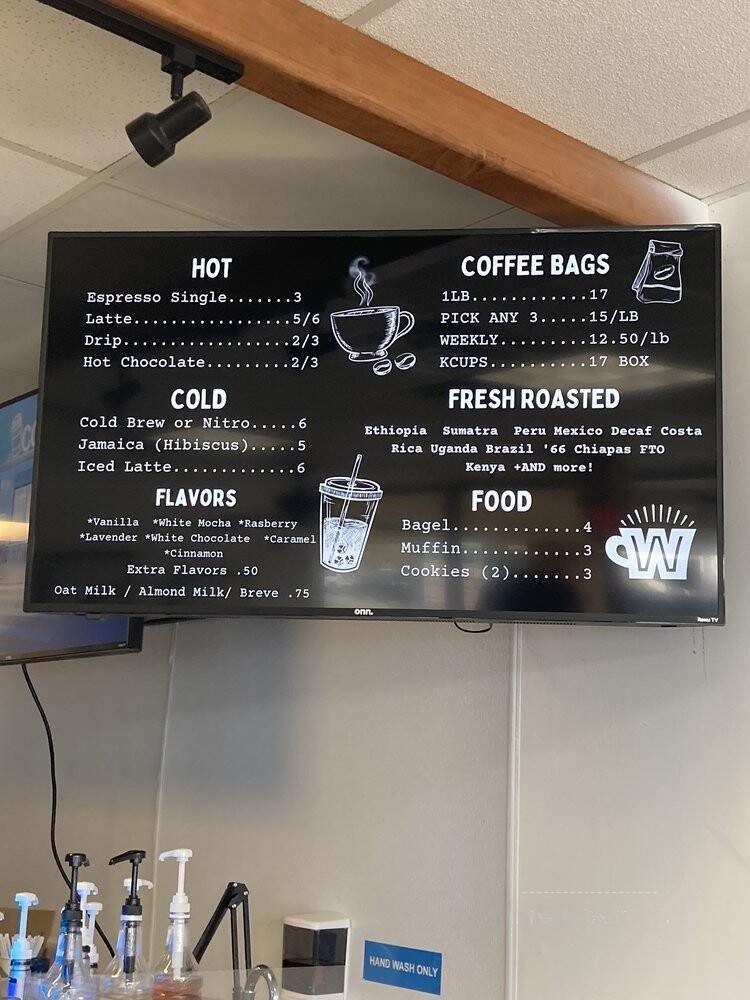 HOT
Espresso Single.......3
Latte.................5/6
Drip..................2/3
Hot Chocolate.........2/3
COLD
Cold Brew or Nitro.....6
Jamaica (Hibiscus).....5
Iced Latte.............6
FLAVORS
*Vanilla *White Mocha *Rasberry
*Lavender *White Chocolate *Caramel
*Cinnamon
Extra Flavors .50
Oat Milk / Almond Milk/ Breve .75
COFFEE BAGS
1LB............17
PICK ANY 3.....15/LB
WEEKLY.........12.50/lb
KCUPS..........17 BOX
FRESH ROASTED
Ethiopia Sumatra Peru Mexico Decaf Costa
Rica Uganda Brazil '66 Chiapas FTO
Kenya +AND more!
FOOD
Bagel............4
Muffin...........3
Cookies (2).......3
W
onn.
Roku TV
HAND WASH ONLY